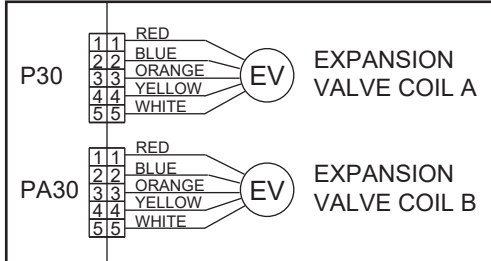 P30
1 1 RED
2 2 BLUE
3 3 ORANGE
4 4 YELLOW
5 5 WHITE
EV
EXPANSION
VALVE COIL A
PA30
1 1 RED
2 2 BLUE
3 3 ORANGE
4 4 YELLOW
5 5 WHITE
EV
EXPANSION
VALVE COIL B